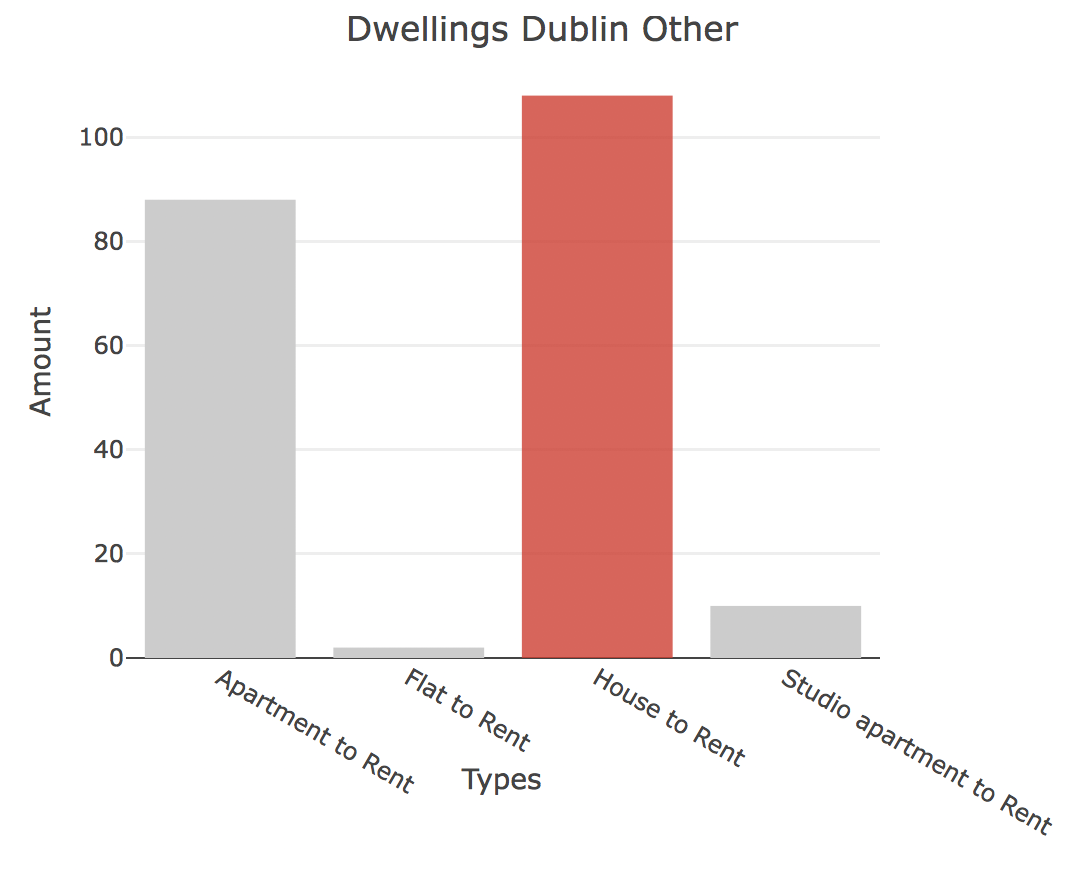 Dwellings Dublin Other
Amount
100
80
60
40
20
0
Apartment to Rent
Flat to Rent
House to Rent
Studio apartment to Rent
Types